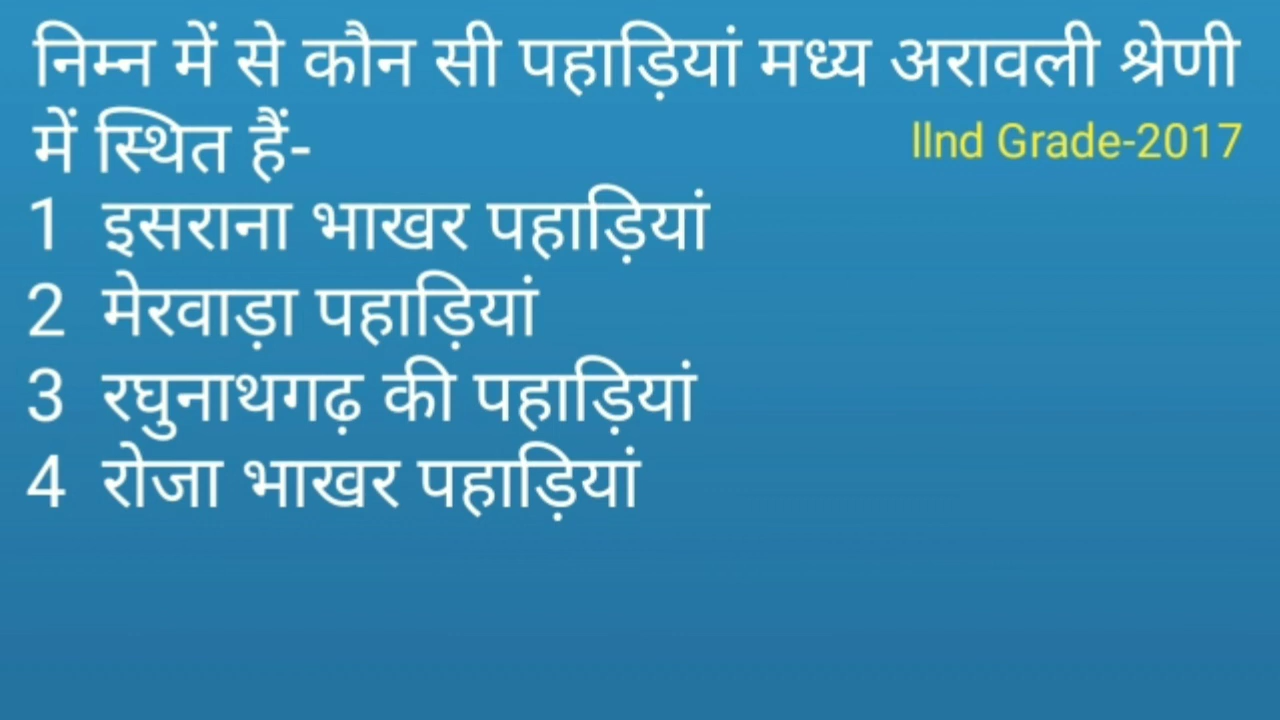 निम्न में से कौन सी पहाड़ियां मध्य अरावली श्रेणी
में स्थित हैं-
llnd Grade-2017
1 इसराना भाखर पहाड़ियां
2 मेरवाड़ा पहाड़ियां
3 रघुनाथगढ़ की पहाड़ियां
4 रोजा भाखर पहाड़ियां